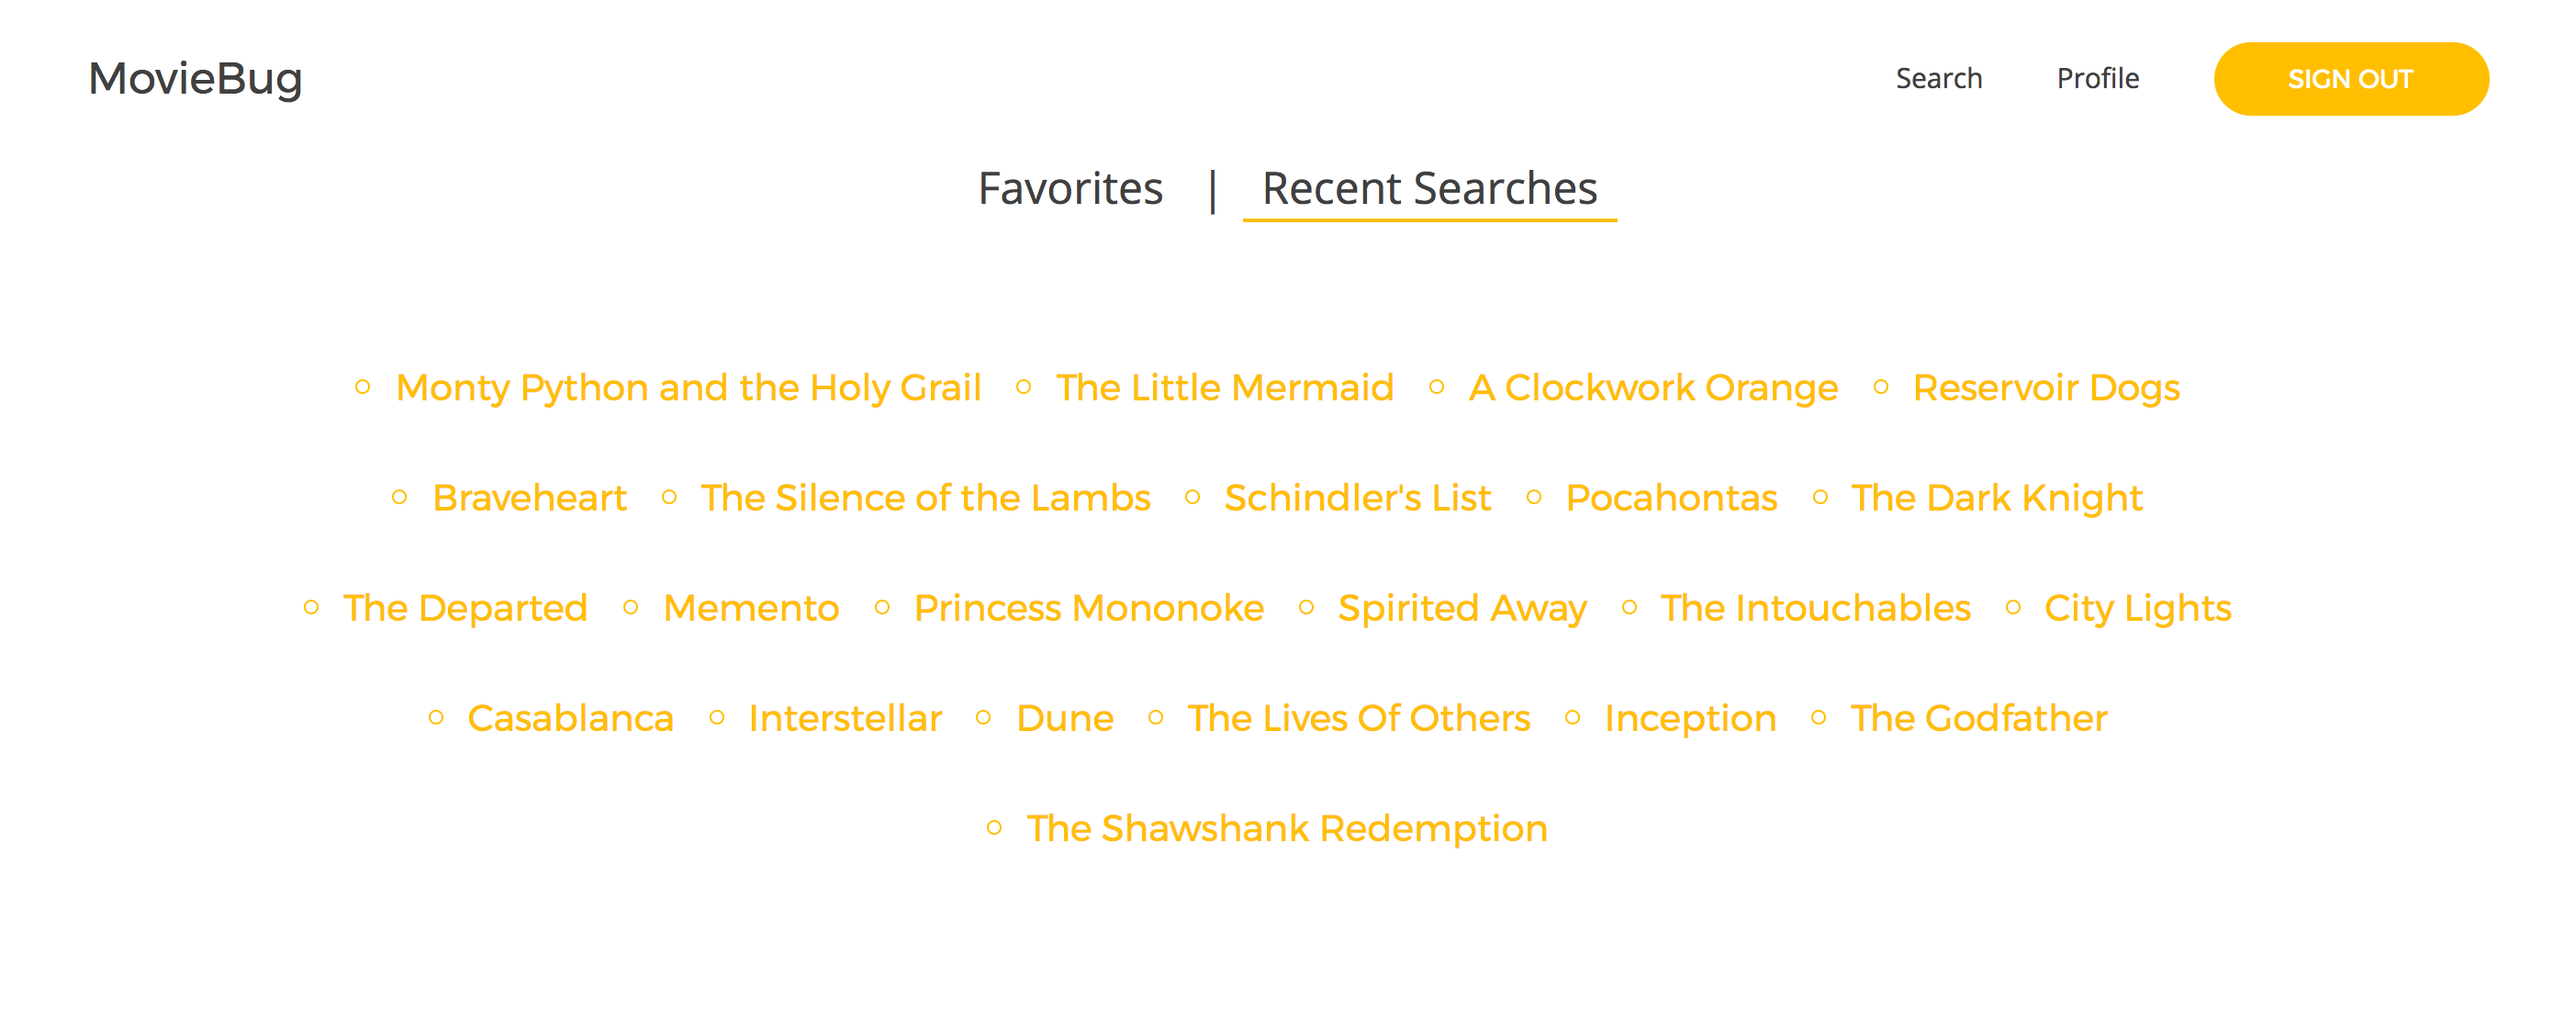 MovieBug Search Profile SIGN OUT
Favorites | Recent Searches
Monty Python and the Holy Grail The Little Mermaid A Clockwork Orange Reservoir Dogs
Braveheart The Silence of the Lambs Schindler's List Pocahontas The Dark Knight
The Departed Memento Princess Mononoke Spirited Away The Intouchables City Lights
Casablanca Interstellar Dune The Lives Of Others Inception The Godfather
The Shawshank Redemption